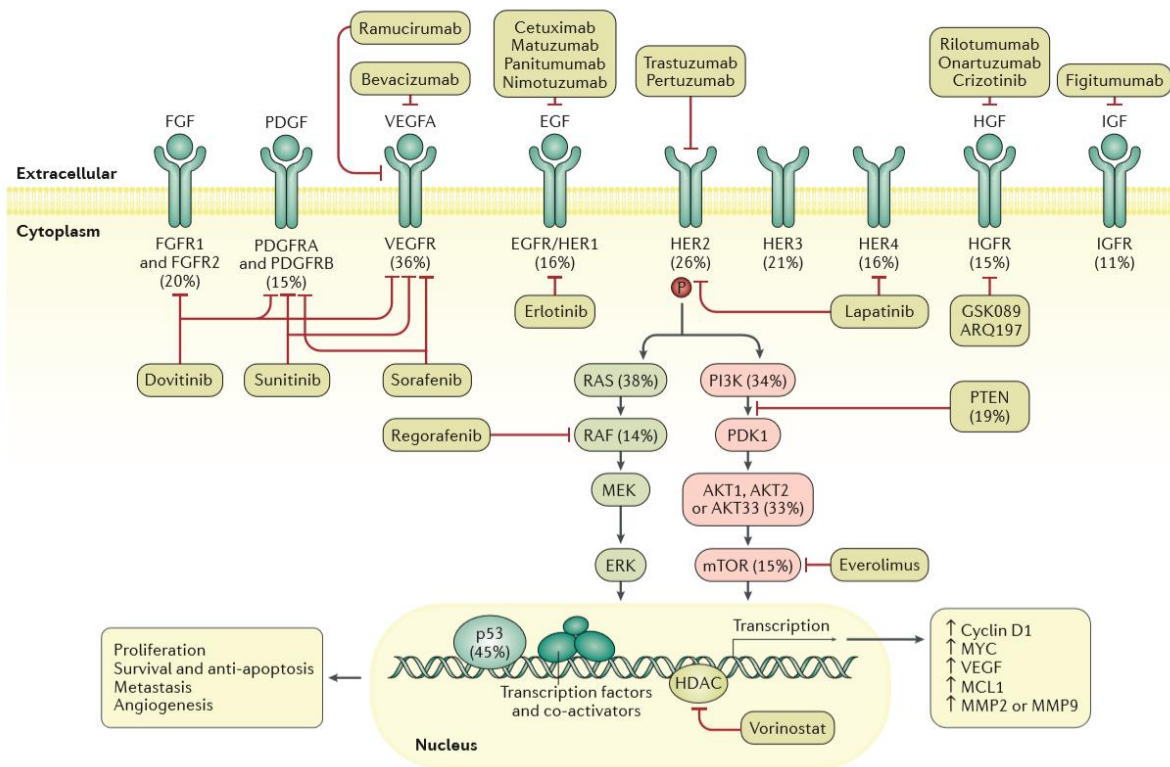 Ramucirumab
Bevacizumab
Cetuximab
Matuzumab
Panitumumab
Nimotuzumab
Trastuzumab
Pertuzumab
Rilotumumab
Onartuzumab
Crizotinib
Figitumumab
FGF
PDGF
VEGFA
EGF
HGF
IGF
Extracellular
Cytoplasm
FGFR1
and FGFR2
(20%)
PDGFRA
and PDGFRB
(15%)
VEGFR
(36%)
EGFR/HER1
(16%)
HER2
(26%)
HER3
(21%)
HER4
(16%)
HGFR
(15%)
IGFR
(11%)
P
Erlotinib
Lapatinib
GSK089
ARQ197
Dovitinib
Sunitinib
Sorafenib
RAS (38%)
PI3K (34%)
PTEN
(19%)
Regorafenib
RAF (14%)
PDK1
MEK
AKT1, AKT2
or AKT33 (33%)
ERK
mTOR (15%)
Everolimus
Proliferation
Survival and anti-apoptosis
Metastasis
Angiogenesis
p53
(45%)
Transcription factors
and co-activators
Transcription
HDAC
Vorinostat
Nucleus
↑ Cyclin D1
↑ MYC
↑ VEGF
↑ MCL1
↑ MMP2 or MMP9